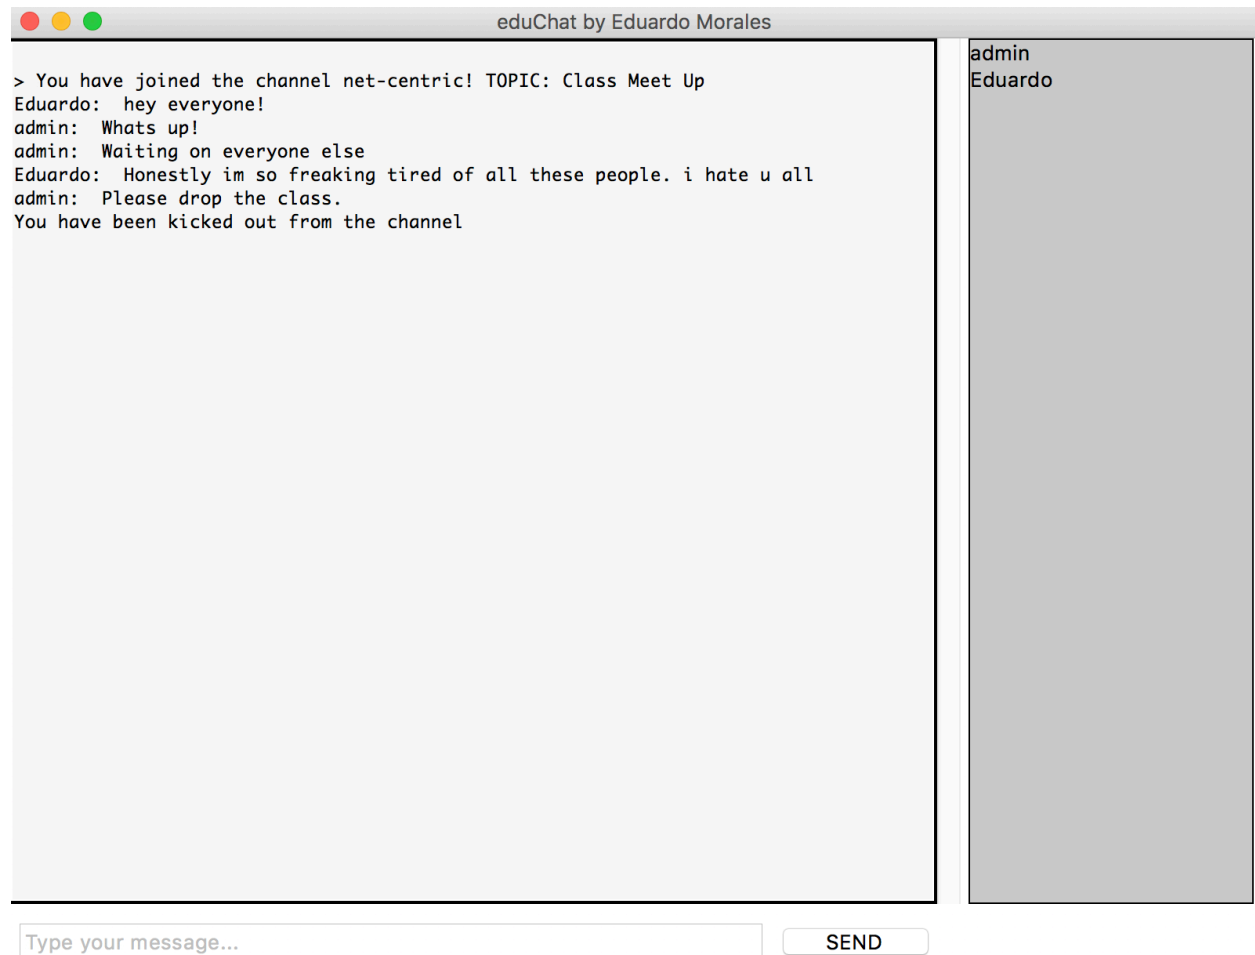 eduChat by Eduardo Morales
> You have joined the channel net-centric! TOPIC: Class Meet Up
Eduardo:  hey everyone!
admin:  Whats up!
admin:  Waiting on everyone else
Eduardo:  Honestly im so freaking tired of all these people. i hate u all
admin:  Please drop the class.
You have been kicked out from the channel
admin
Eduardo
Type your message...
SEND